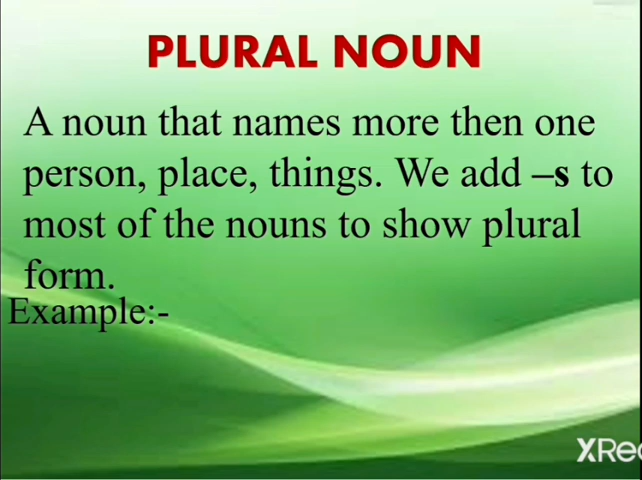 PLURAL NOUN
A noun that names more then one
person, place, things. We add –s to
most of the nouns to show plural
form.
Example:-
XRec